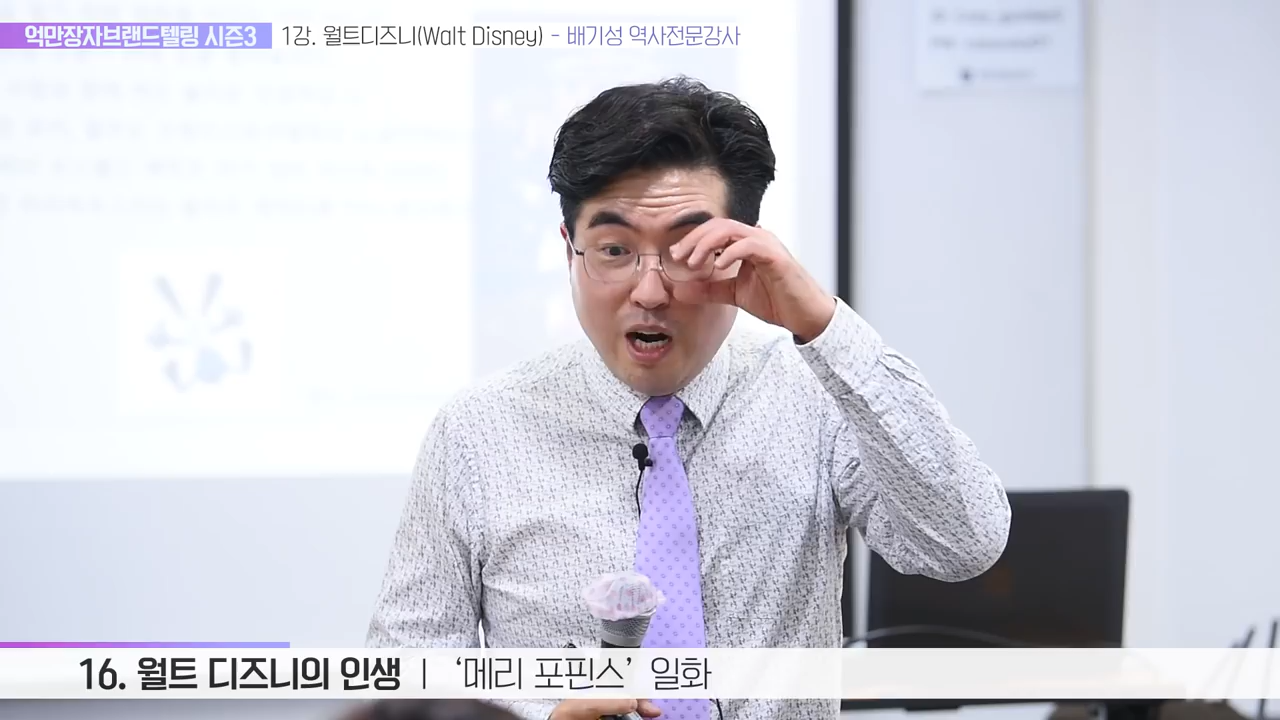 억만장자브랜드텔링 시즌3 1강. 월트디즈니(Walt Disney) - 배기성 역사전문강사
16. 월트 디즈니의 인생 | ‘메리 포핀스’ 일화